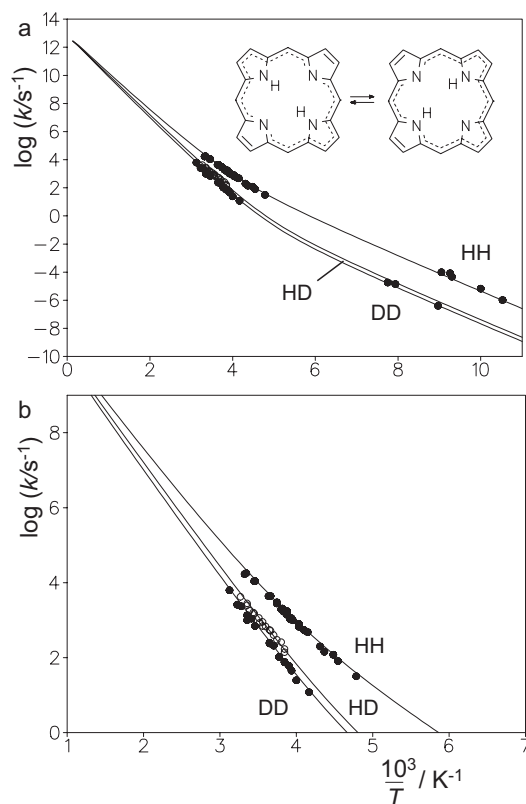 a
14
12
10
8
6
4
2
0
−2
−4
−6
−8
−10
log (k/s⁻¹)
N H N
H
N N
N N
H
H
N N
HH
HD
DD
0 2 4 6 8 10
b
8
6
4
2
0
log (k/s⁻¹)
HH
DD HD
1 2 3 4 5 6 7
10³/T / K⁻¹